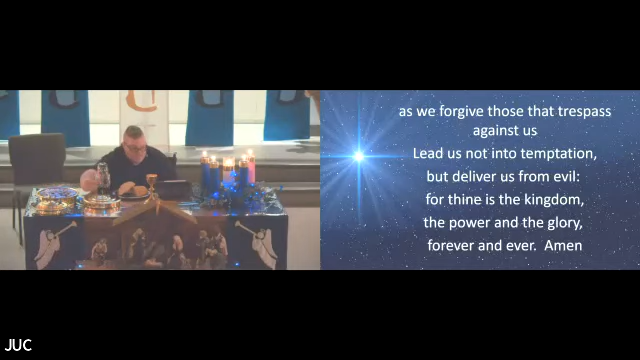 as we forgive those that trespass
against us
Lead us not into temptation,
but deliver us from evil:
for thine is the kingdom,
the power and the glory,
forever and ever.  Amen
JUC